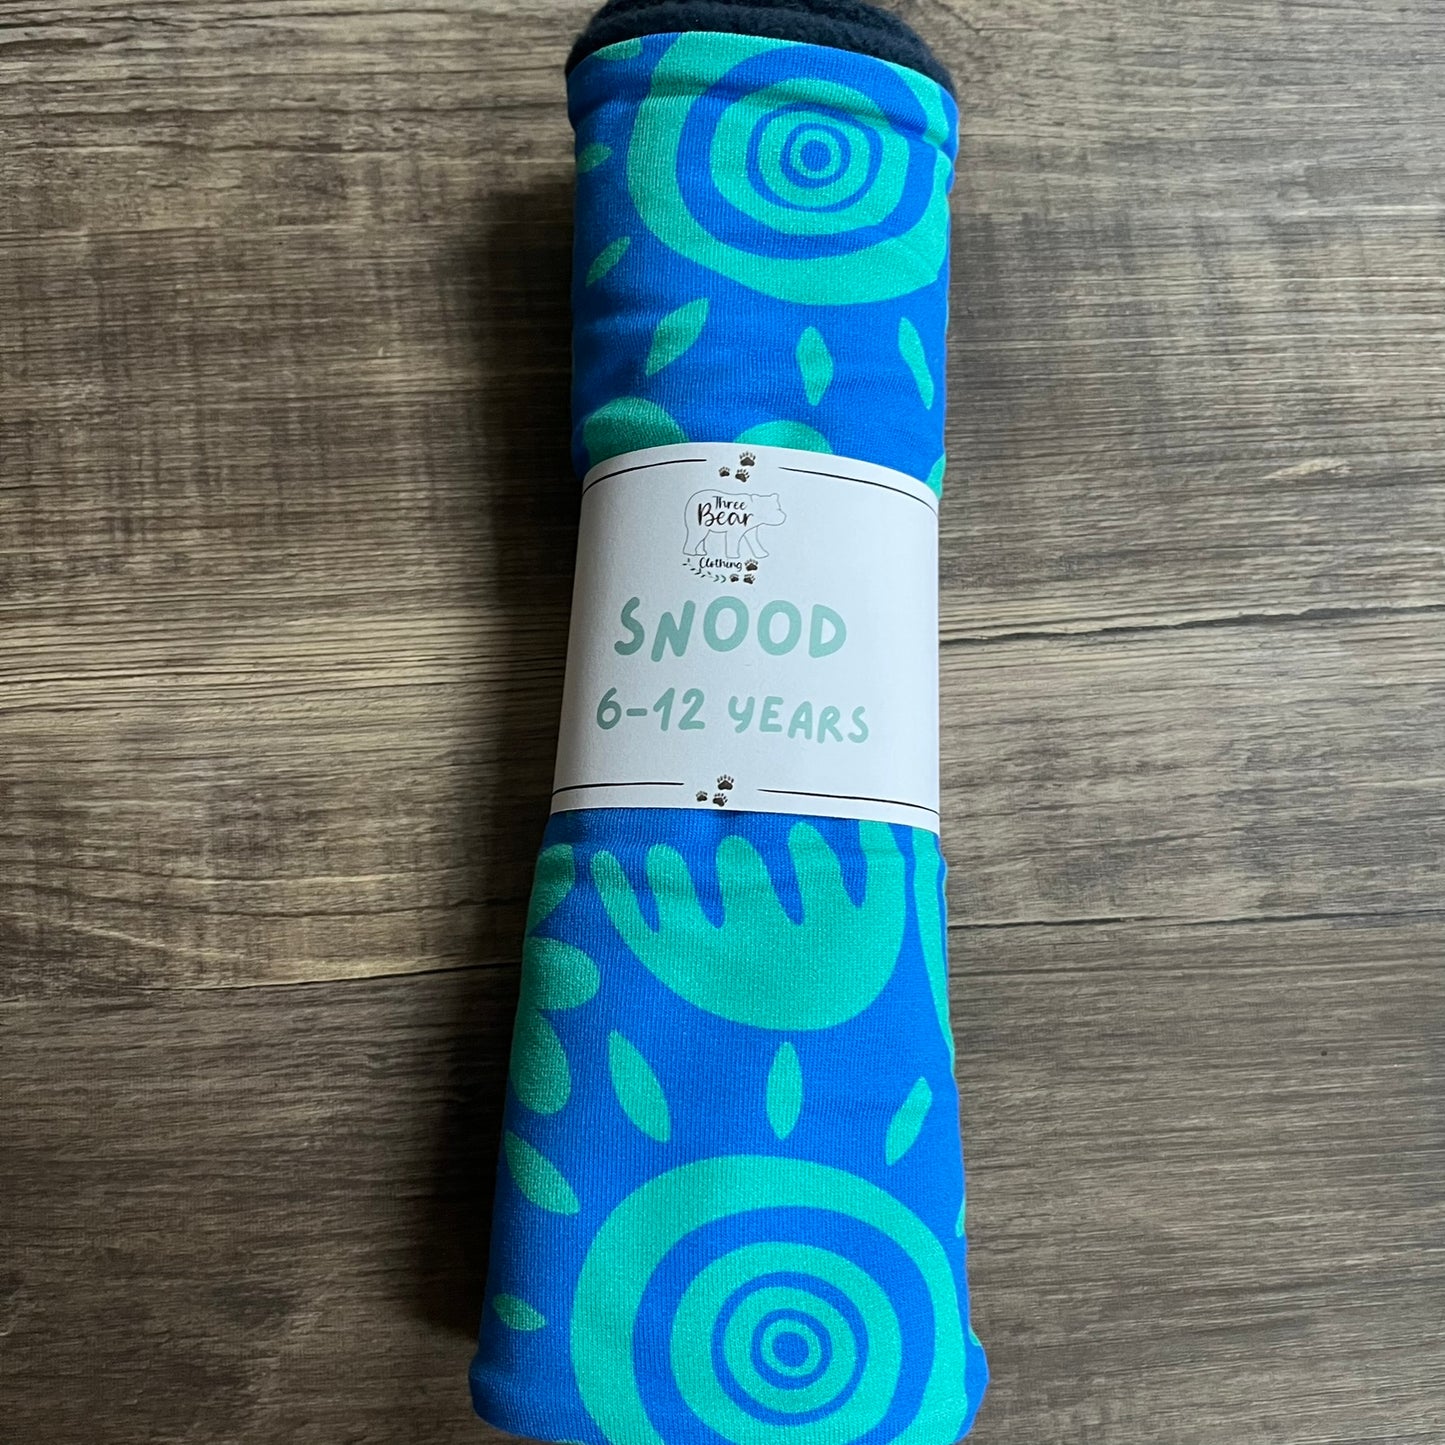 Three
Bear
Clothing
SNOOD
6-12 YEARS